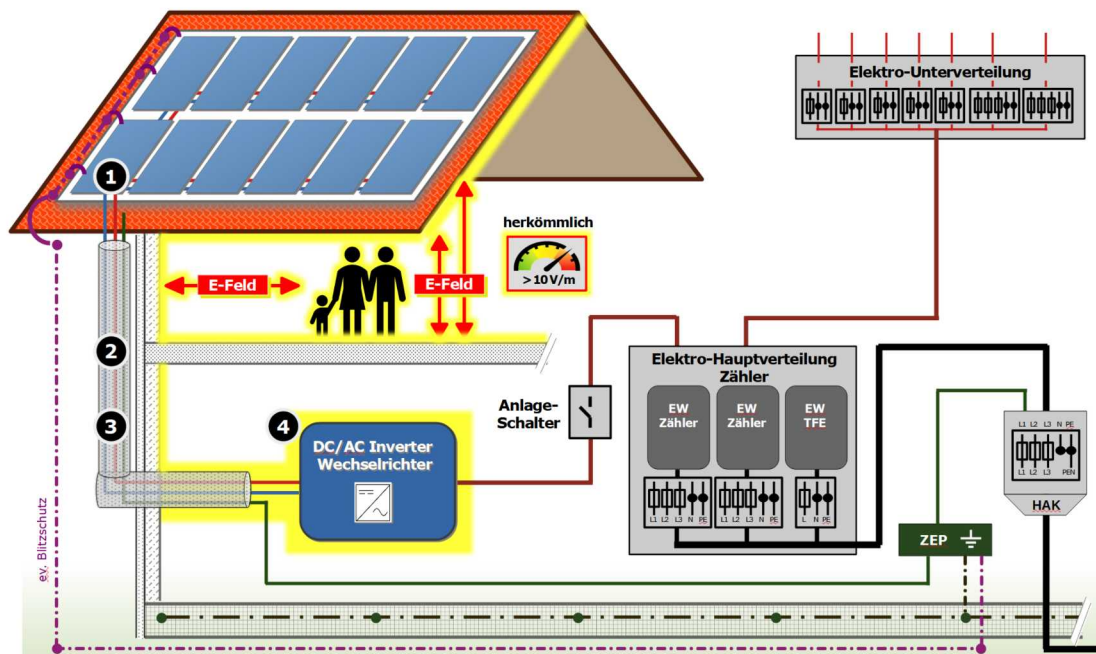 Elektro-Unterverteilung
1
herkömmlich
> 10 V/m
E-Feld
E-Feld
2
3
4
DC/AC Inverter
Wechselrichter
Anlage-
Schalter
Elektro-Hauptverteilung
Zähler
EW
Zähler
EW
Zähler
EW
TFE
L1 L2 L3 N PE
L1 L2 L3 N PE
L N PE
L1 L2 L3 N PE
L1 L2 L3 PEN
HAK
ZEP
ev. Blitzschutz